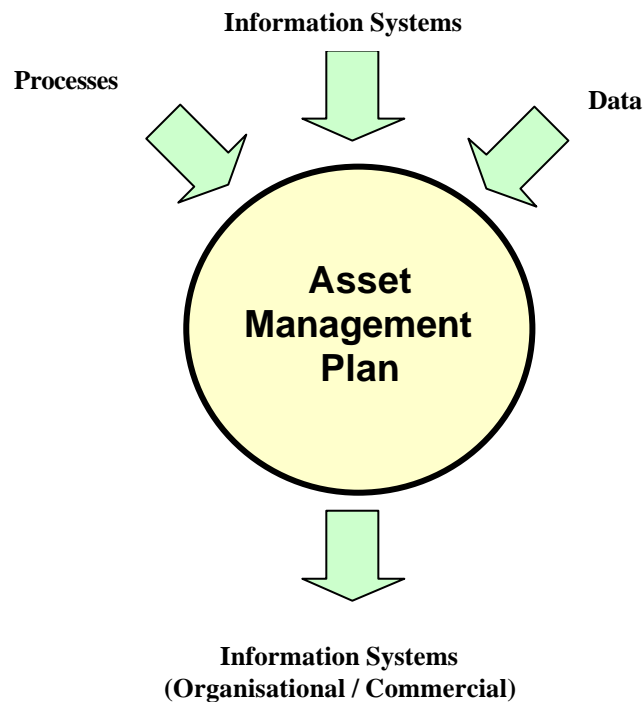 Information Systems
Processes
Data
Asset
Management
Plan
Information Systems
(Organisational / Commercial)